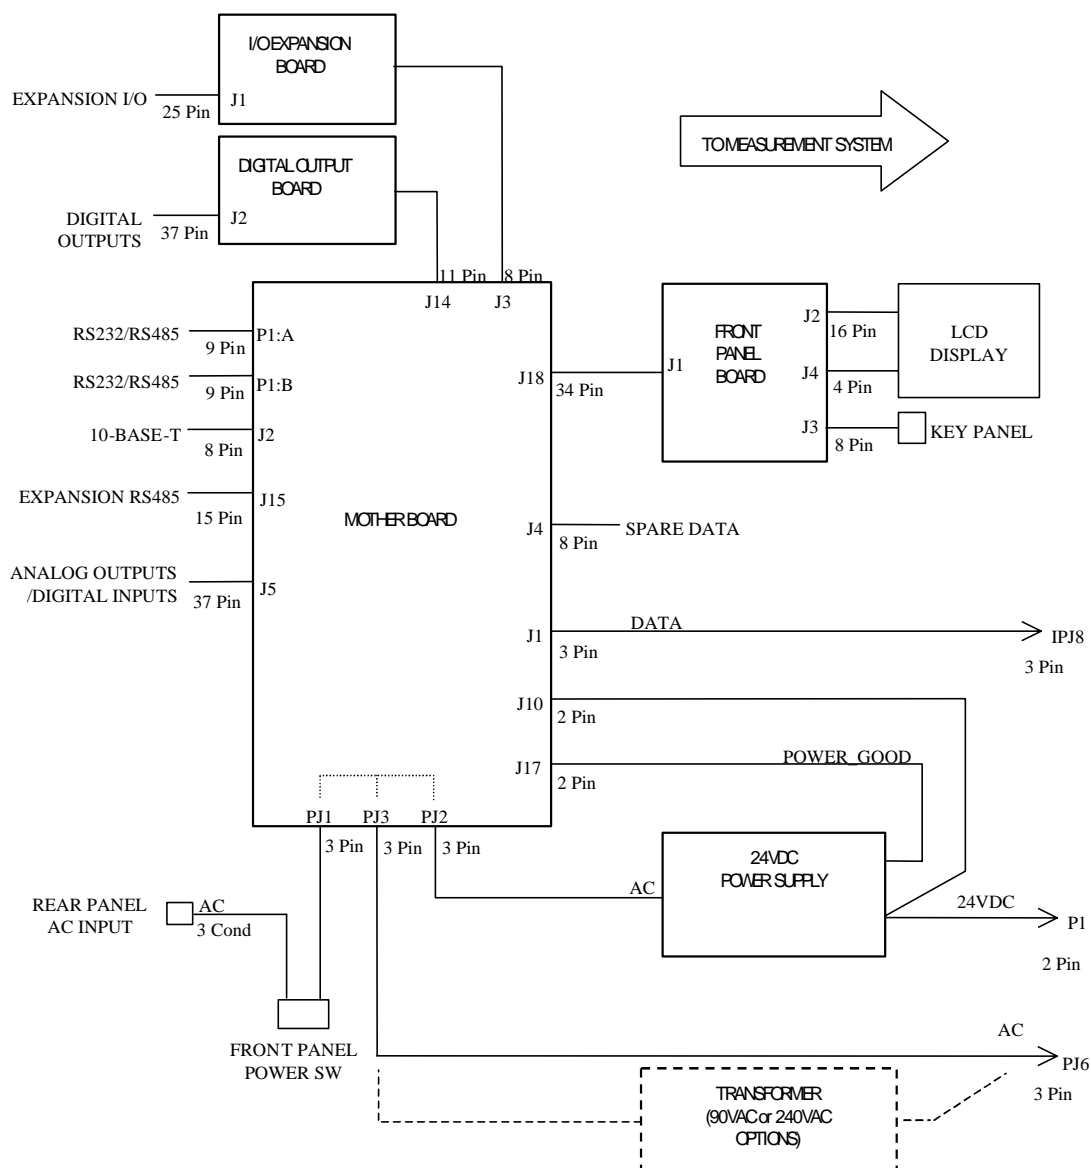 I/O EXPANSION
BOARD
EXPANSION I/O
J1
25 Pin
TO MEASUREMENT SYSTEM
DIGITAL OUTPUT
BOARD
DIGITAL
OUTPUTS
J2
37 Pin
11 Pin
8 Pin
J14
J3
RS232/RS485
P1:A
9 Pin
RS232/RS485
P1:B
9 Pin
10-BASE-T
J2
8 Pin
EXPANSION RS485
J15
15 Pin
ANALOG OUTPUTS
/DIGITAL INPUTS
J5
37 Pin
MOTHER BOARD
J18
34 Pin
J1
FRONT
PANEL
BOARD
J2
16 Pin
J4
4 Pin
J3
8 Pin
LCD
DISPLAY
KEY PANEL
J4
8 Pin
SPARE DATA
J1
3 Pin
DATA
IPJ8
3 Pin
J10
2 Pin
J17
2 Pin
POWER_GOOD
PJ1
PJ3
PJ2
3 Pin
3 Pin
3 Pin
24VDC
POWER SUPPLY
AC
24VDC
P1
2 Pin
REAR PANEL
AC INPUT
AC
3 Cond
FRONT PANEL
POWER SW
AC
PJ6
3 Pin
TRANSFORMER
(90VAC or 240VAC
OPTIONS)